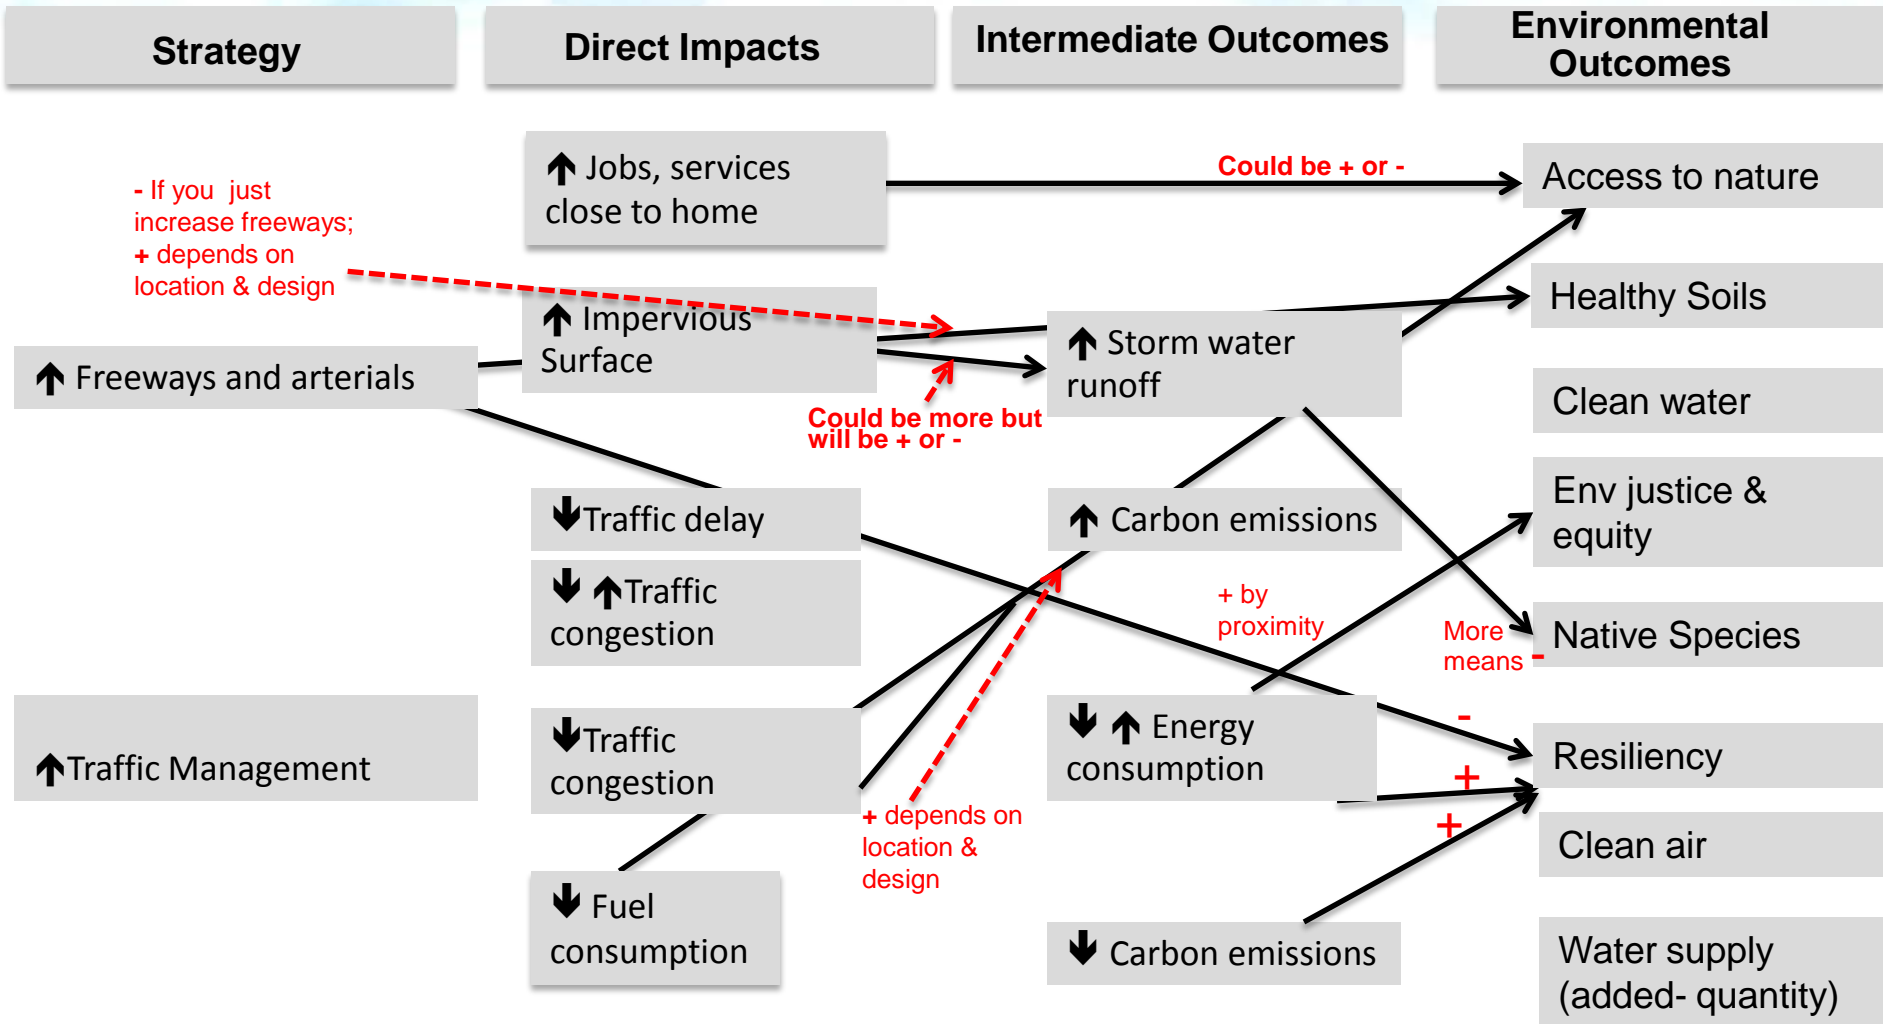 Strategy
Direct Impacts
Intermediate Outcomes
Environmental
Outcomes
- If you just
increase freeways;
+ depends on
location & design
↑ Freeways and arterials
↑Traffic Management
↑ Jobs, services
close to home
↑ Impervious
Surface
↓Traffic delay
↓ ↑Traffic
congestion
↓Traffic
congestion
↓ Fuel
consumption
Could be more but
will be + or -
+ depends on
location &
design
Could be + or -
↑ Storm water
runoff
↑ Carbon emissions
+ by
proximity
↓ ↑ Energy
consumption
↓ Carbon emissions
More
means -
-
+
+
Access to nature
Healthy Soils
Clean water
Env justice &
equity
Native Species
Resiliency
Clean air
Water supply
(added- quantity)